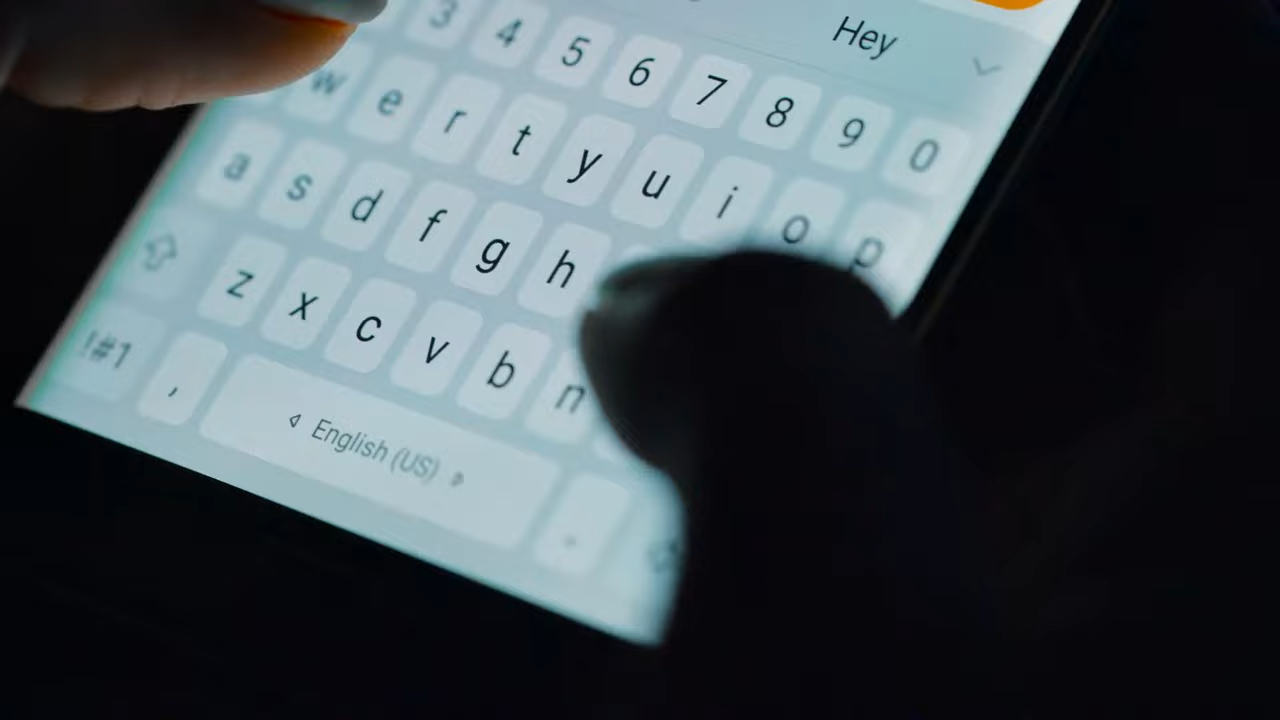 Hey
3 4 5 6 7 8 9 0
w e r t y u i o p
a s d f g h
z x c v b n
!#1 , English (US) .